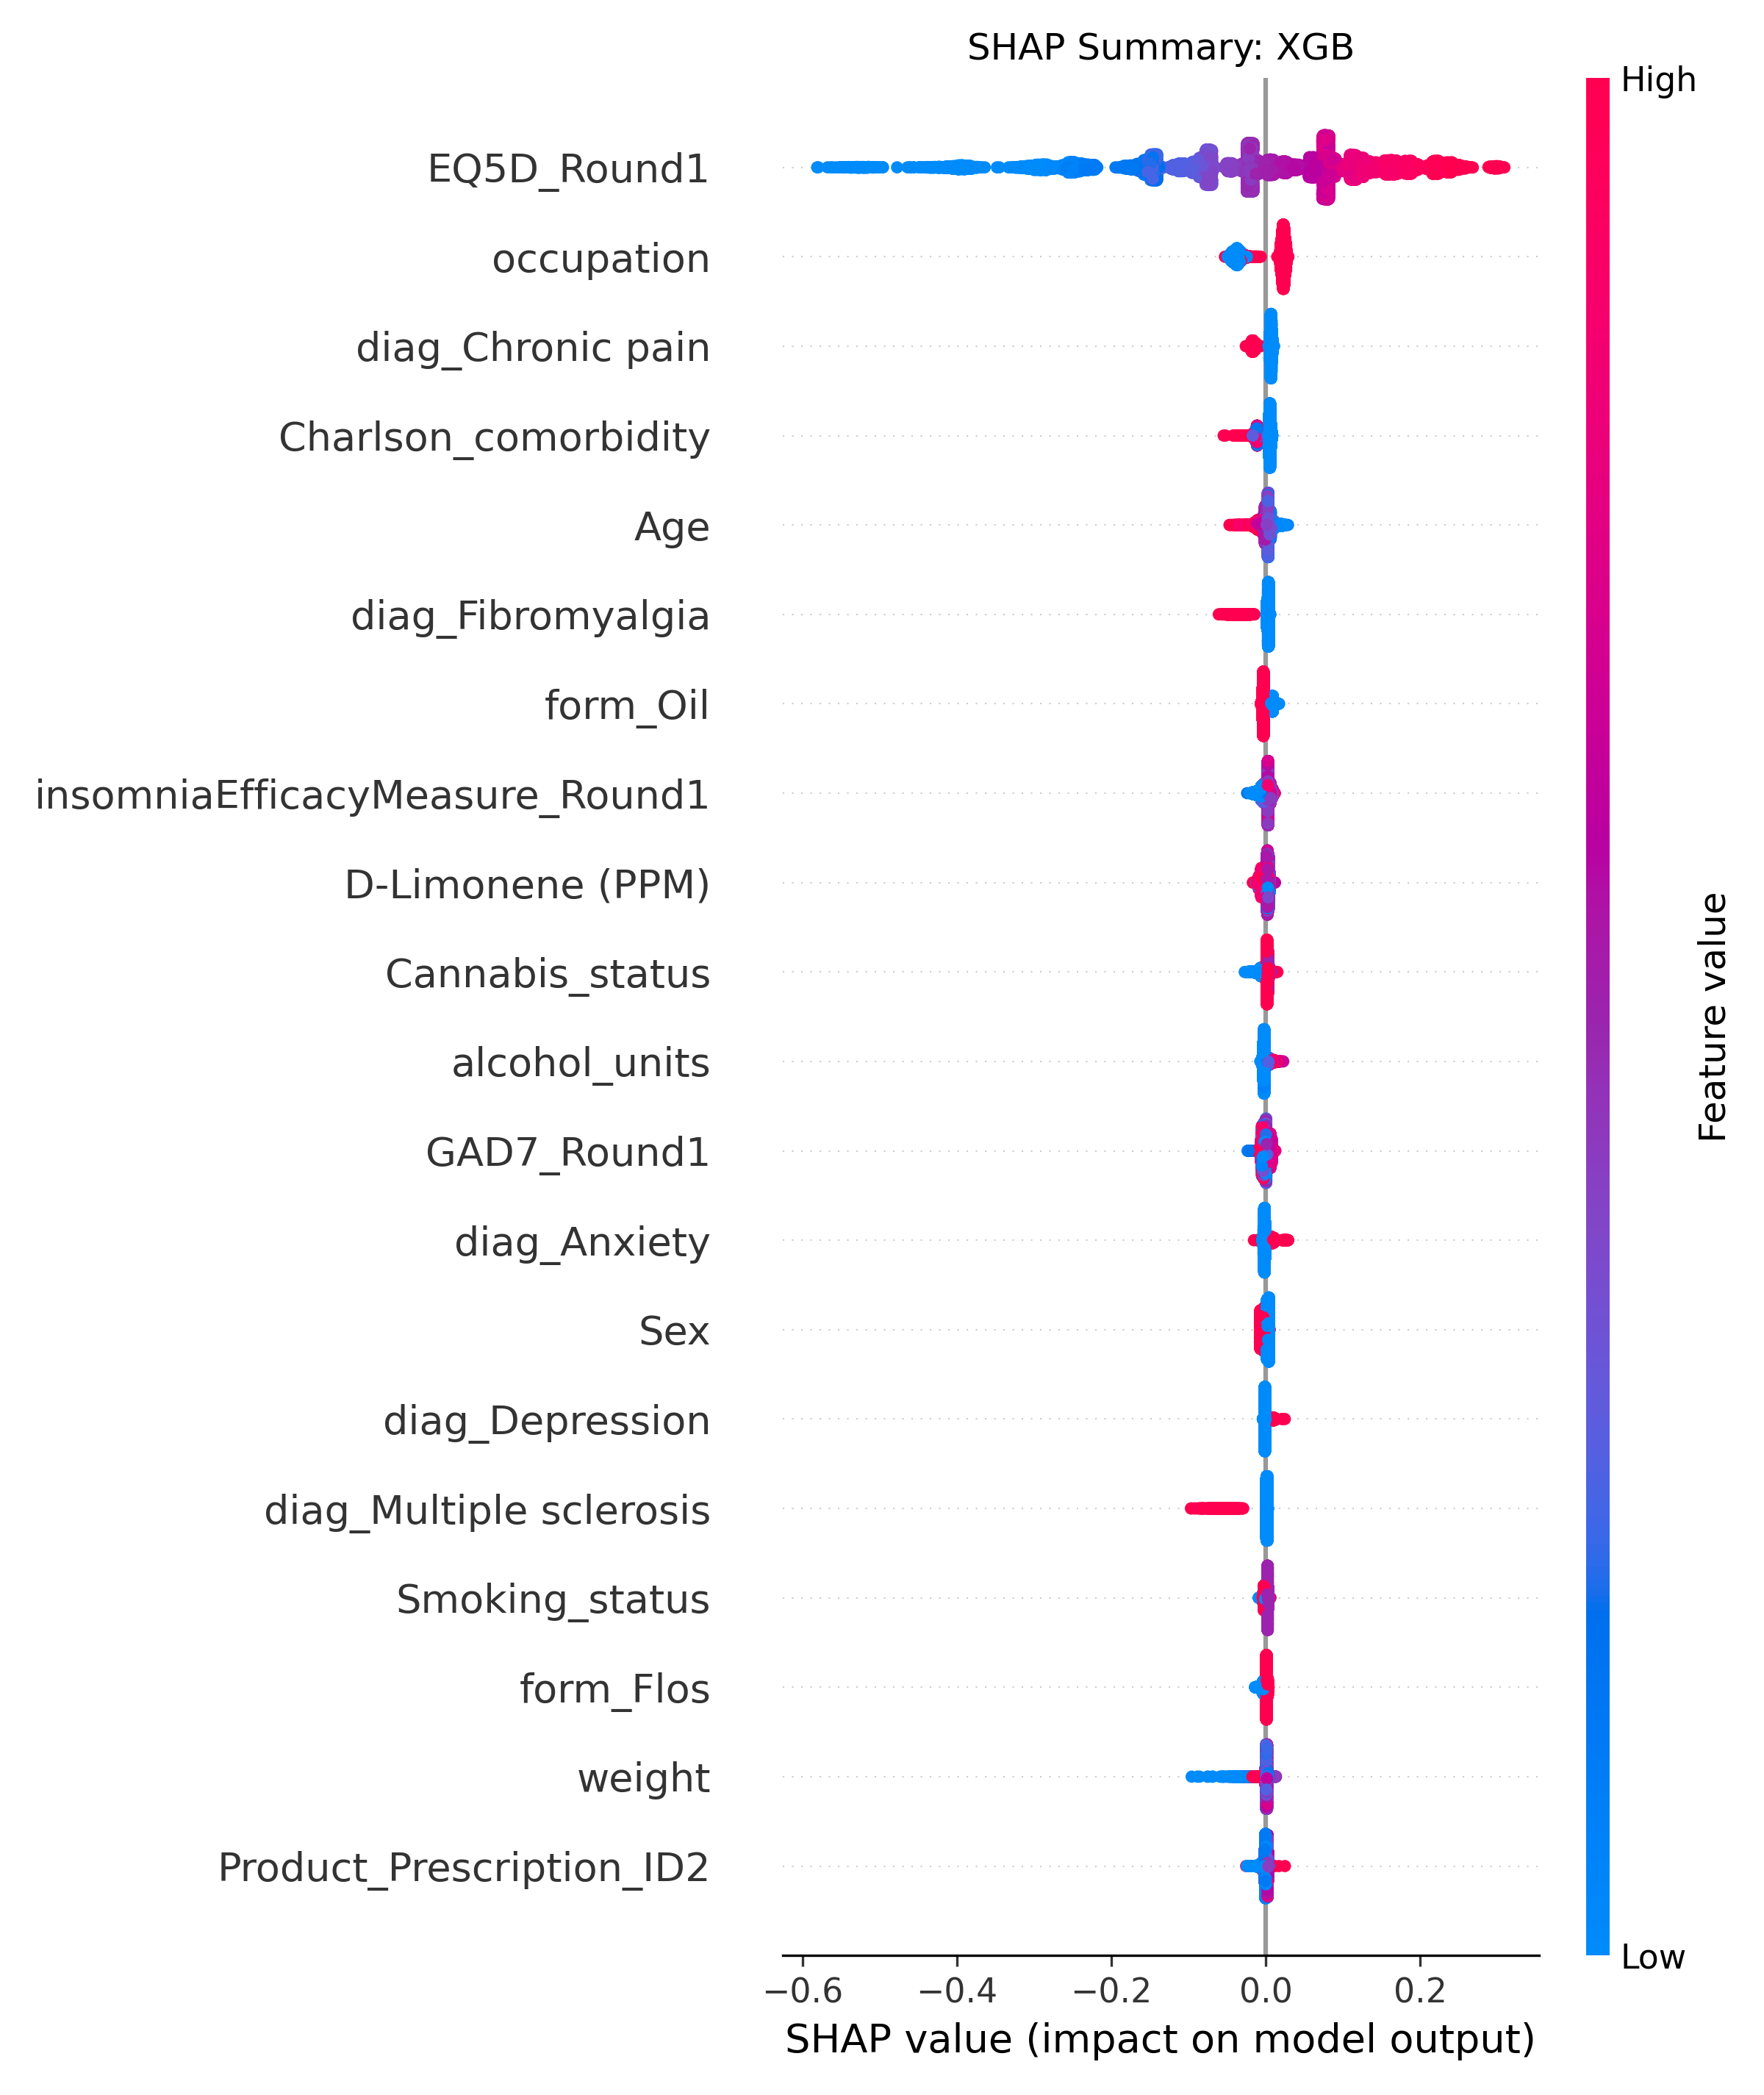 SHAP Summary: XGB
High
EQ5D_Round1
occupation
diag_Chronic pain
Charlson_comorbidity
Age
diag_Fibromyalgia
form_Oil
insomniaEfficacyMeasure_Round1
D-Limonene (PPM)
Cannabis_status
alcohol_units
GAD7_Round1
diag_Anxiety
Sex
diag_Depression
diag_Multiple sclerosis
Smoking_status
form_Flos
weight
Product_Prescription_ID2
Feature value
Low
−0.6 −0.4 −0.2 0.0 0.2
SHAP value (impact on model output)